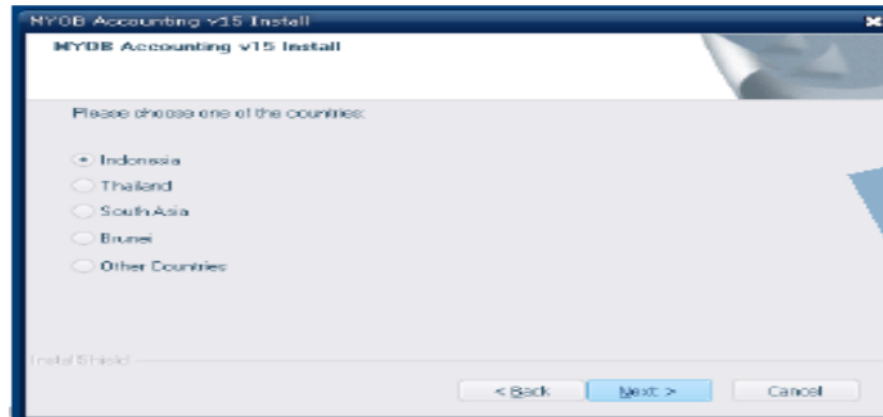 MYOB Accounting v15 Install
MYOB Accounting v15 Install
Please choose one of the countries:
Indonesia
Thailand
South Asia
Brunei
Other Countries
InstallShield
< Back Next > Cancel